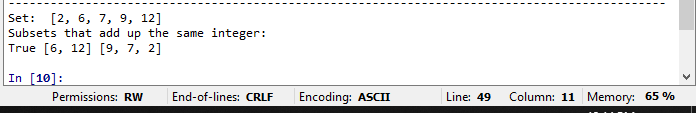 Set:  [2, 6, 7, 9, 12]
Subsets that add up the same integer:
True [6, 12] [9, 7, 2]
In [10]:
Permissions: RW End-of-lines: CRLF Encoding: ASCII Line: 49 Column: 11 Memory: 65 %